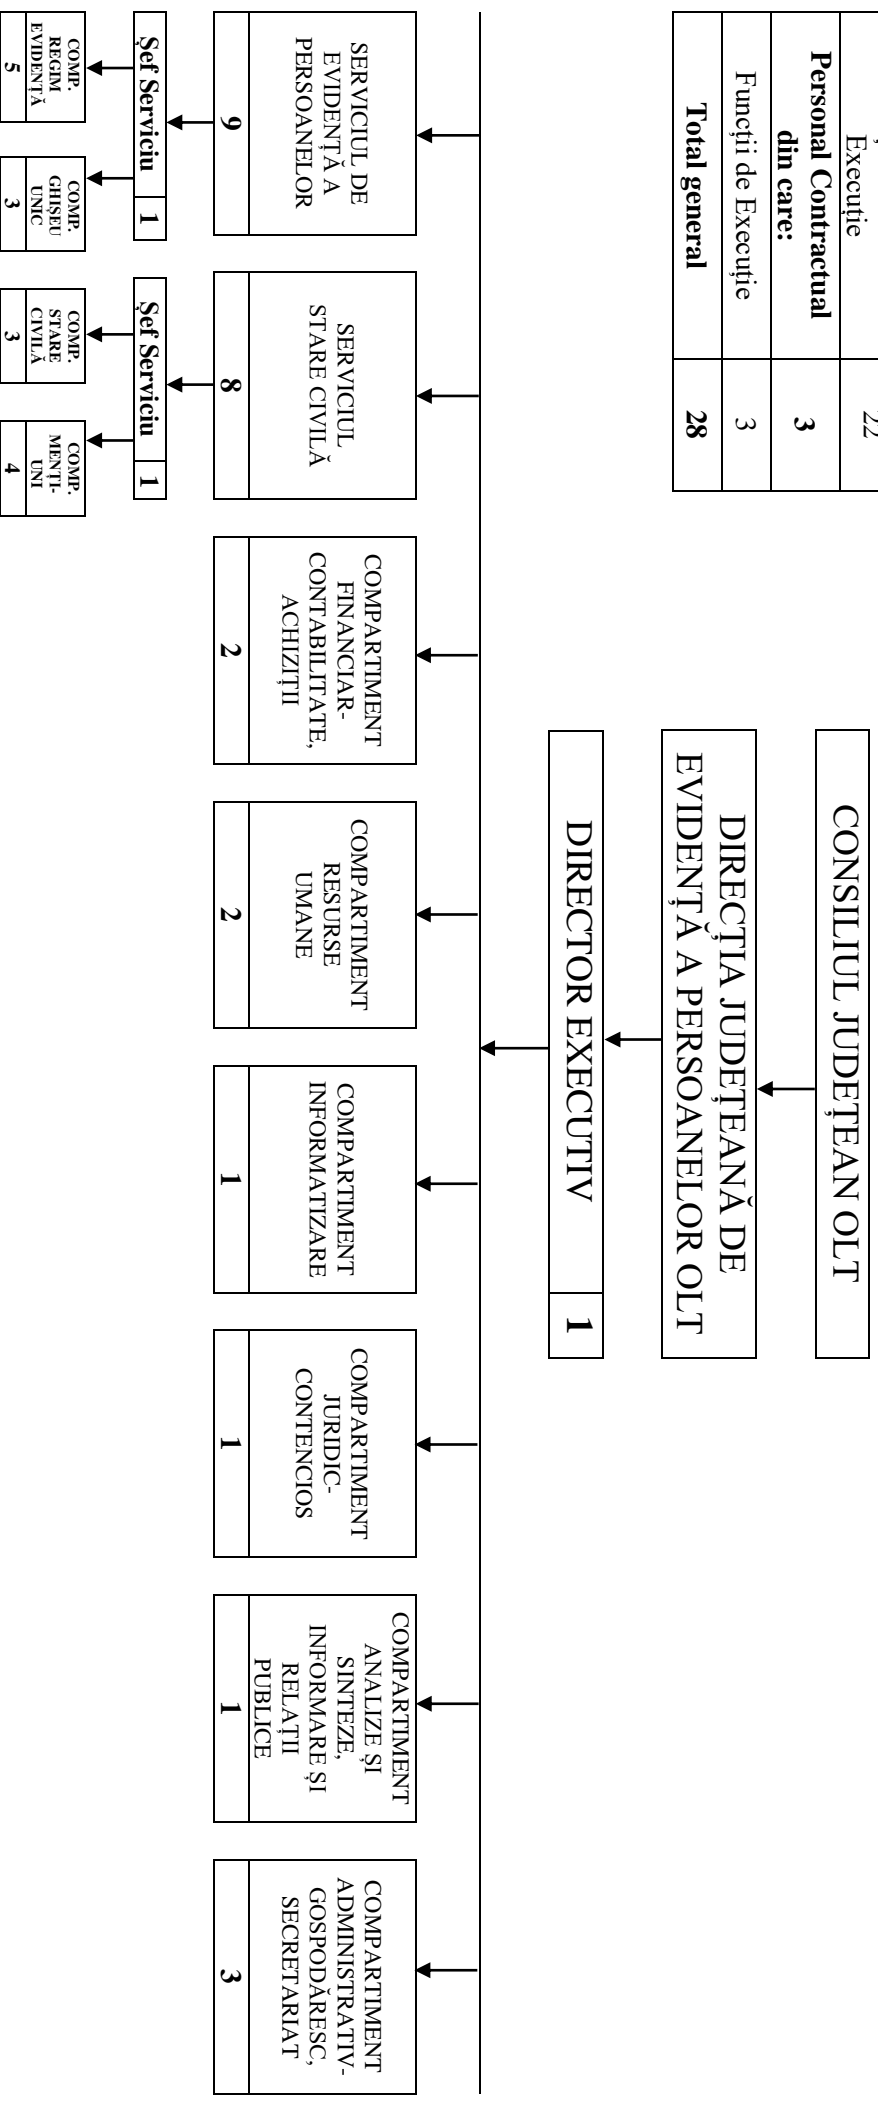 Execuție
22
Personal Contractual
din care:
3
Funcții de Execuție
3
Total general
28
CONSILIUL JUDEȚEAN OLT
DIRECȚIA JUDEȚEANĂ DE
EVIDENȚĂ A PERSOANELOR OLT
DIRECTOR EXECUTIV
1
SERVICIUL DE
EVIDENȚĂ A
PERSOANELOR
9
SERVICIUL
STARE CIVILĂ
8
COMPARTIMENT
FINANCIAR-
CONTABILITATE,
ACHIZIȚII
2
COMPARTIMENT
RESURSE
UMANE
2
COMPARTIMENT
INFORMATIZARE
1
COMPARTIMENT
JURIDIC-
CONTENCIOS
1
COMPARTIMENT
ANALIZE ȘI
SINTEZE,
INFORMARE ȘI
RELAȚII
PUBLICE
1
COMPARTIMENT
ADMINISTRATIV-
GOSPODĂRESC,
SECRETARIAT
3
Șef Serviciu
1
Șef Serviciu
1
COMP.
REGIM
EVIDENȚĂ
5
COMP.
GHIȘEU
UNIC
3
COMP.
STARE
CIVILĂ
3
COMP.
MENȚI-
UNI
4